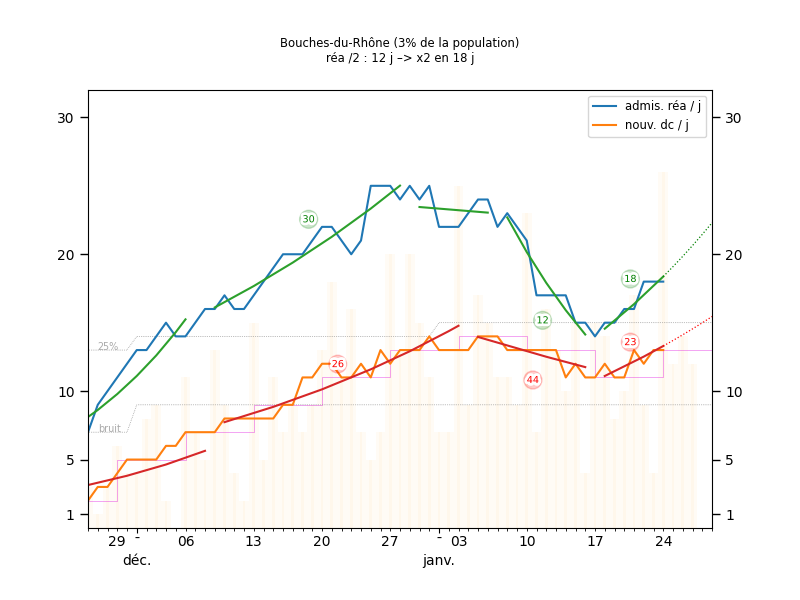 Bouches-du-Rhône (3% de la population)
réa /2 : 12 j –> x2 en 18 j
admis. réa / j
nouv. dc / j
30
30
20
20
10
10
5
5
1
1
25%
bruit
30
26
12
44
18
23
29 - 06 13 20 27 - 03 10 17 24
déc. janv.